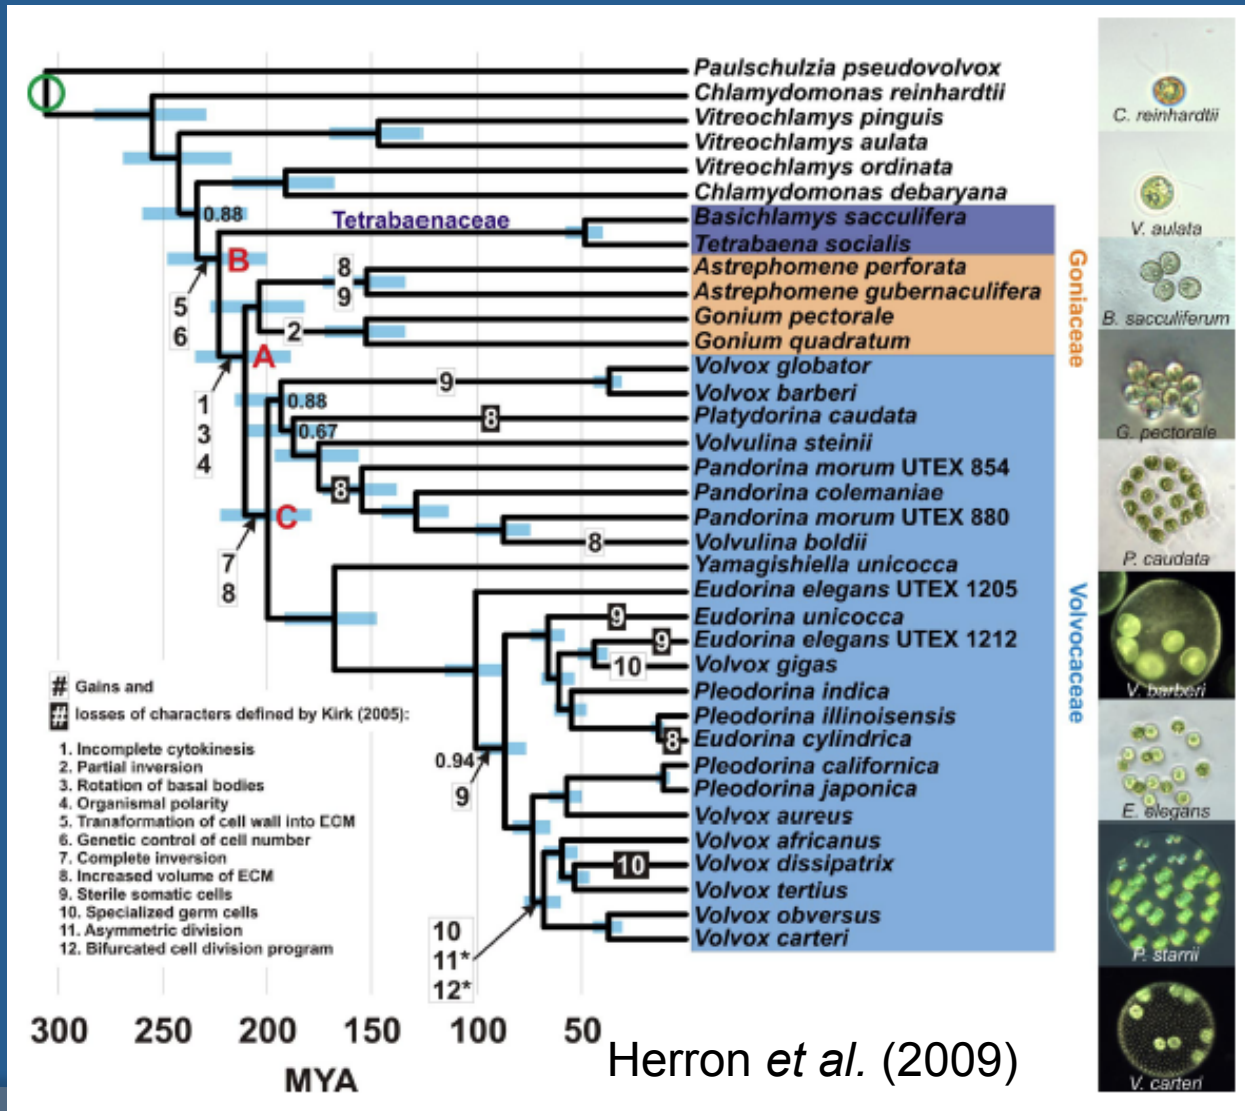 Paulschulzia pseudovolvox
Chlamydomonas reinhardtii
Vitreochlamys pinguis
Vitreochlamys aulata
Vitreochlamys ordinata
Chlamydomonas debaryana
0.88
Tetrabaenaceae
Basichlamys sacculifera
Tetrabaena socialis
B
5
6
8
9
Astrephomene perforata
Astrephomene gubernaculifera
2
Gonium pectorale
Gonium quadratum
A
1
3
4
9
Volvox globator
Volvox barberi
0.88
8
Platydorina caudata
0.67
Volvulina steinii
8
Pandorina morum UTEX 854
Pandorina colemaniae
Pandorina morum UTEX 880
8
Volvulina boldii
C
7
8
Yamagishiella unicocca
Eudorina elegans UTEX 1205
9
Eudorina unicocca
9
Eudorina elegans UTEX 1212
10
Volvox gigas
Pleodorina indica
Pleodorina illinoisensis
8
Eudorina cylindrica
0.94
9
Pleodorina californica
Pleodorina japonica
Volvox aureus
Volvox africanus
10
Volvox dissipatrix
Volvox tertius
Volvox obversus
Volvox carteri
10
11*
12*
# Gains and
# losses of characters defined by Kirk (2005):
1. Incomplete cytokinesis
2. Partial inversion
3. Rotation of basal bodies
4. Organismal polarity
5. Transformation of cell wall into ECM
6. Genetic control of cell number
7. Complete inversion
8. Increased volume of ECM
9. Sterile somatic cells
10. Specialized germ cells
11. Asymmetric division
12. Bifurcated cell division program
300 250 200 150 100 50
MYA
Herron et al. (2009)
Goniaceae
Volvocaceae
C. reinhardtii
V. aulata
B. sacculiferum
G. pectorale
P. caudata
V. barberi
E. elegans
P. starrii
V. carteri